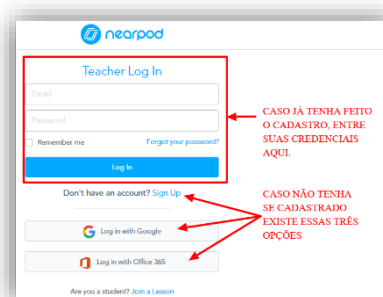 nearpod
Teacher Log In
Email
Password
Remember me
Forgot your password?
Log In
Don't have an account? Sign Up
Log in with Google
Log in with Office 365
Are you a student? Join a Lesson
CASO JÁ TENHA FEITO
O CADASTRO, ENTRE
SUAS CREDENCIAIS
AQUI.
CASO NÃO TENHA
SE CADASTRADO
EXISTE ESSAS TRÊS
OPÇÕES